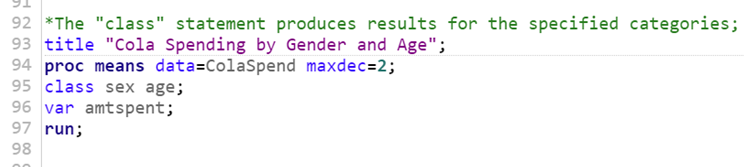 91
92 *The "class" statement produces results for the specified categories;
93 title "Cola Spending by Gender and Age";
94 proc means data=ColaSpend maxdec=2;
95 class sex age;
96 var amtspent;
97 run;
98